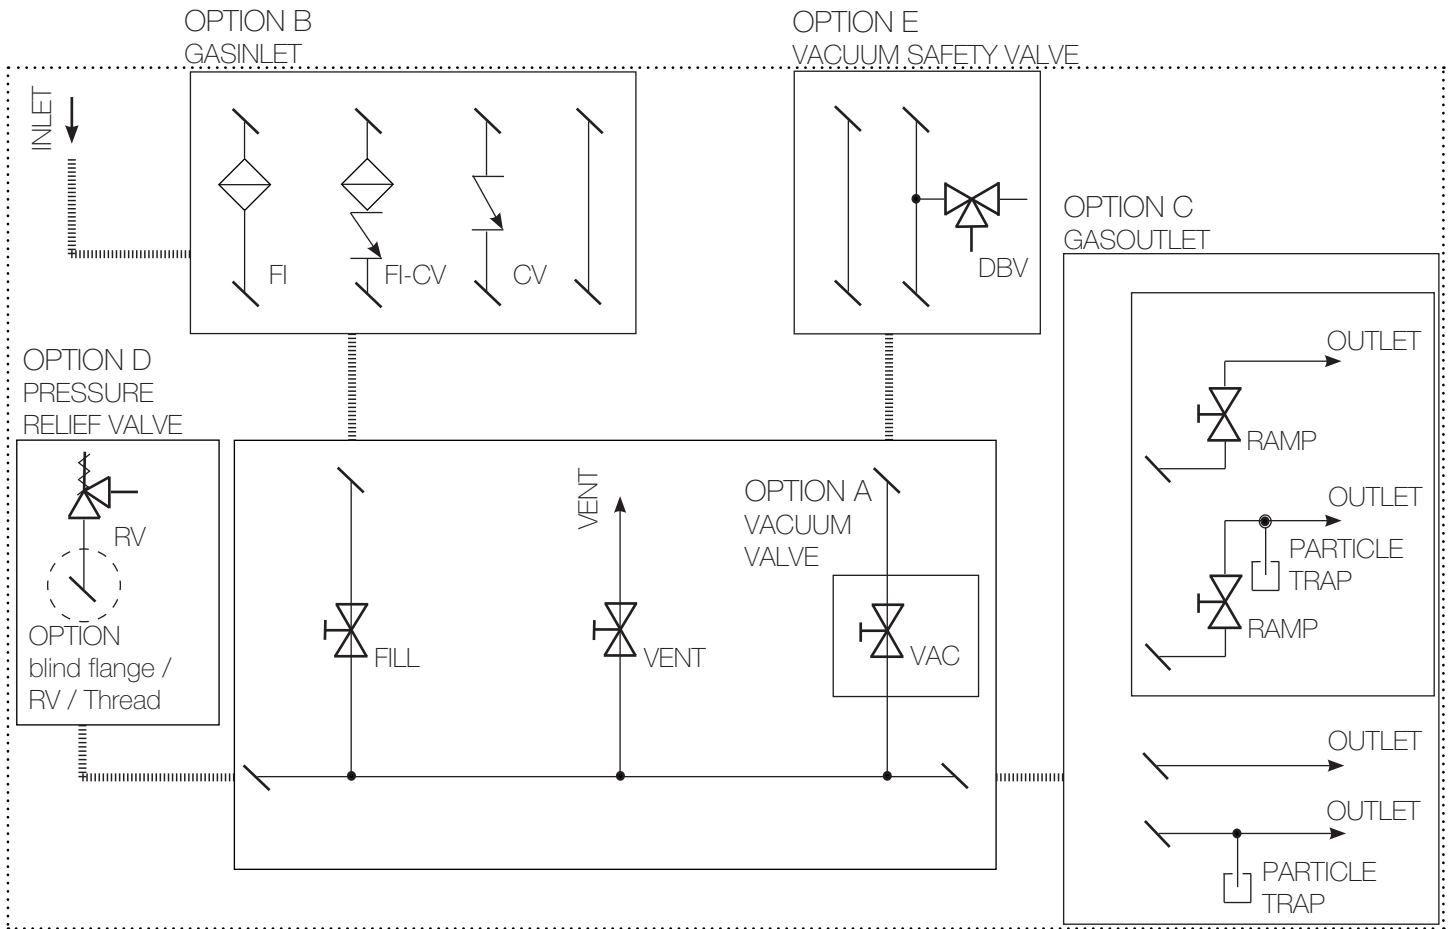 OPTION B
GASINLET
OPTION E
VACUUM SAFETY VALVE
INLET
FI
FI-CV
CV
DBV
OPTION C
GASOUTLET
OUTLET
RAMP
OUTLET
PARTICLE
TRAP
RAMP
OUTLET
OUTLET
PARTICLE
TRAP
OPTION D
PRESSURE
RELIEF VALVE
RV
OPTION
blind flange /
RV / Thread
VENT
OPTION A
VACUUM
VALVE
FILL
VENT
VAC